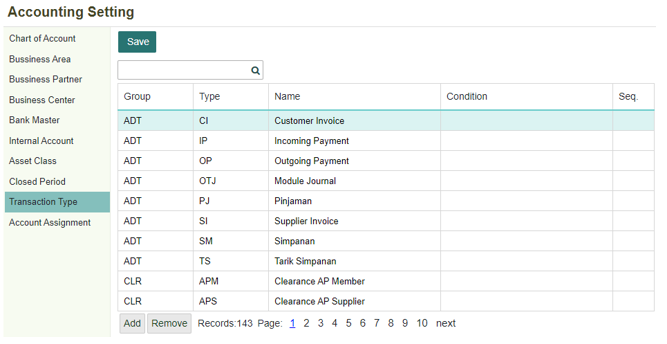 Accounting Setting
Chart of Account
Bussiness Area
Bussiness Partner
Business Center
Bank Master
Internal Account
Asset Class
Closed Period
Transaction Type
Account Assignment
Save
Group Type Name Condition Seq.
ADT CI Customer Invoice
ADT IP Incoming Payment
ADT OP Outgoing Payment
ADT OTJ Module Journal
ADT PJ Pinjaman
ADT SI Supplier Invoice
ADT SM Simpanan
ADT TS Tarik Simpanan
CLR APM Clearance AP Member
CLR APS Clearance AP Supplier
Add Remove Records:143 Page: 1 2 3 4 5 6 7 8 9 10 next